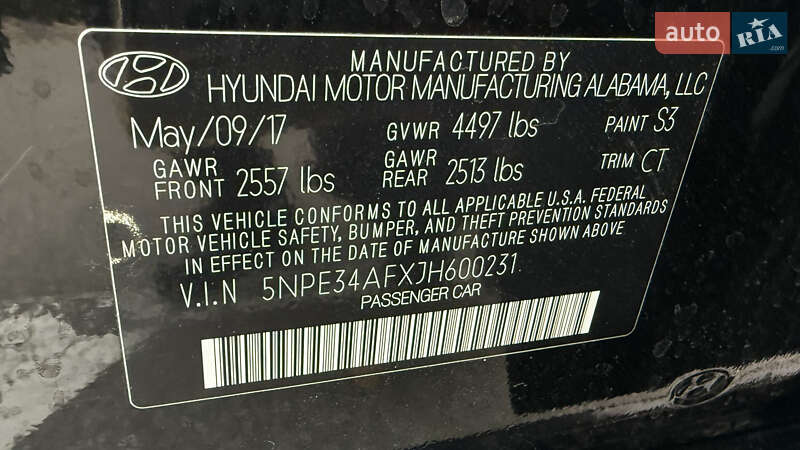 auto RIA .com
MANUFACTURED BY
HYUNDAI MOTOR MANUFACTURING ALABAMA, LLC
May/09/17 GVWR 4497 lbs PAINT S3
GAWR FRONT 2557 lbs GAWR REAR 2513 lbs TRIM CT
THIS VEHICLE CONFORMS TO ALL APPLICABLE U.S.A. FEDERAL
MOTOR VEHICLE SAFETY, BUMPER, AND THEFT PREVENTION STANDARDS
IN EFFECT ON THE DATE OF MANUFACTURE SHOWN ABOVE
V.I.N 5NPE34AFXJH600231
PASSENGER CAR